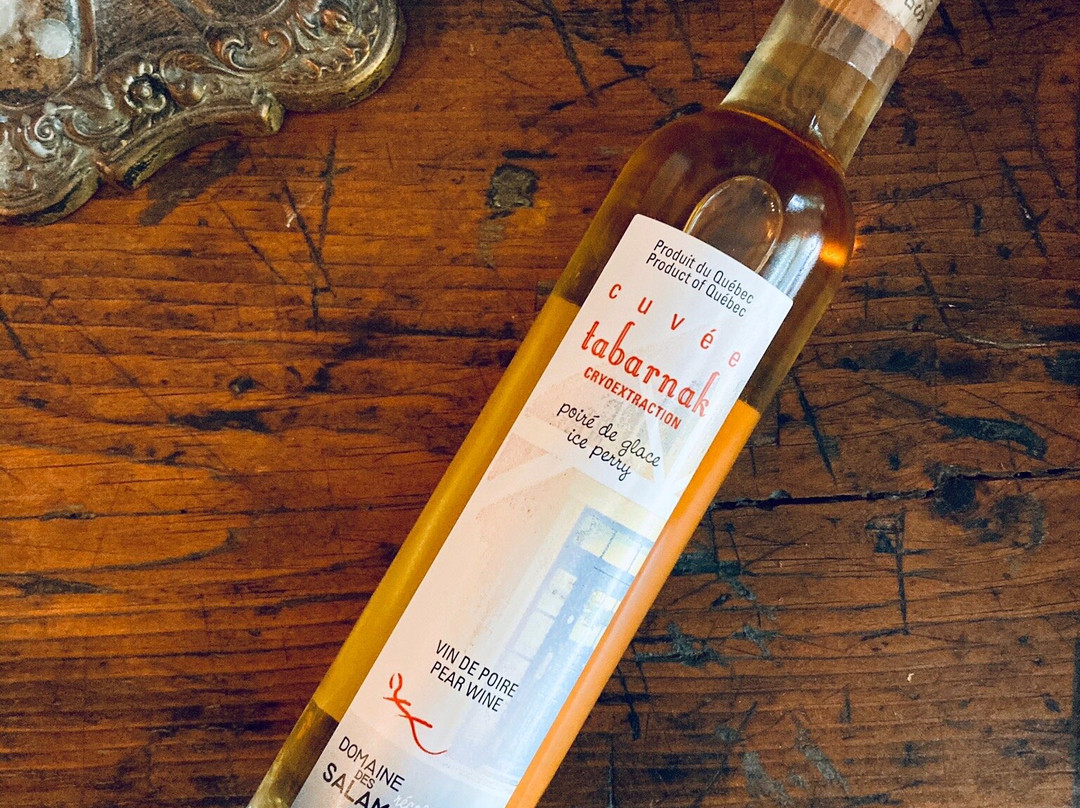 Produit du Québec
Product of Québec
cuvée
tabarnak
CRYOEXTRACTION
poiré de glace
ice perry
VIN DE POIRE
PEAR WINE
DOMAINE
DES